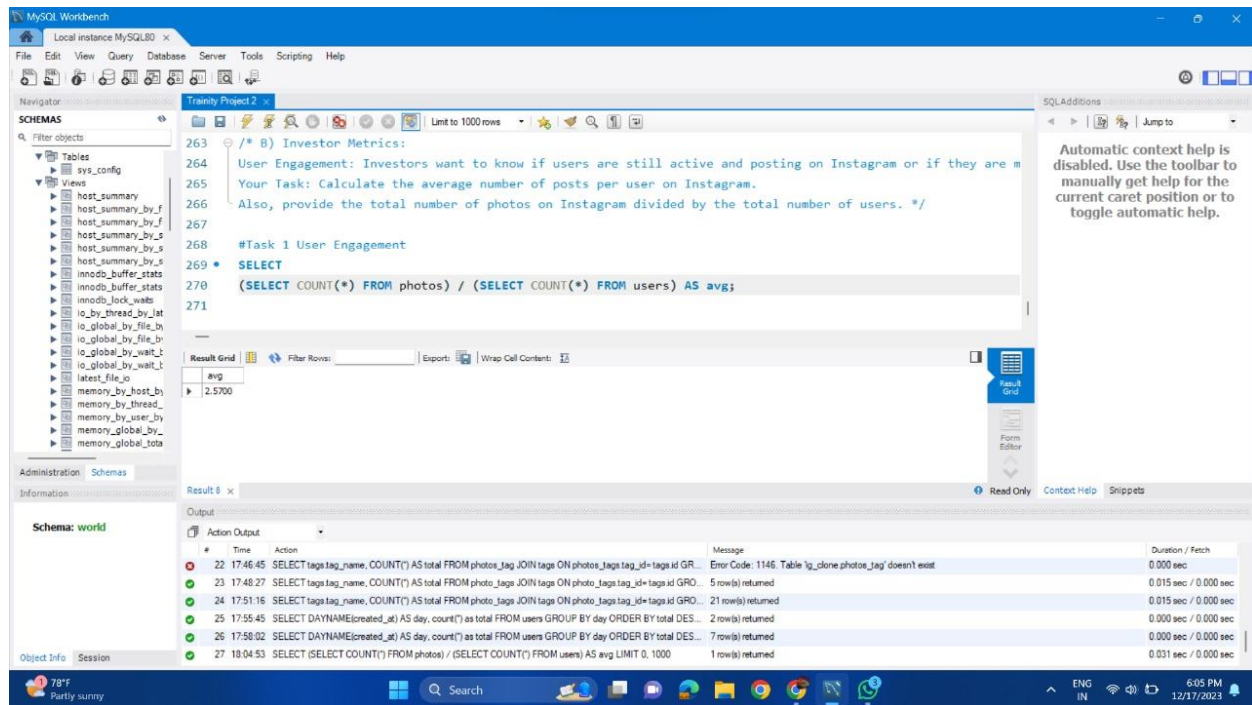 MySQL Workbench
Local instance MySQL80 ×
File Edit View Query Database Server Tools Scripting Help
Navigator
Trainity Project 2 ×
SQLAdditions
SCHEMAS
Limit to 1000 rows
Jump to
Filter objects
Tables
sys_config
Views
host_summary
host_summary_by_f
host_summary_by_f
host_summary_by_s
host_summary_by_s
host_summary_by_s
innodb_buffer_stats
innodb_buffer_stats
innodb_lock_waits
io_by_thread_by_lat
io_global_by_file_by
io_global_by_file_by
io_global_by_wait_b
io_global_by_wait_b
latest_file_io
memory_by_host_by
memory_by_thread_
memory_by_user_by
memory_global_by_
memory_global_tota
Administration Schemas
Information
Schema: world
Object Info Session
263 /* B) Investor Metrics:
264 User Engagement: Investors want to know if users are still active and posting on Instagram or if they are m
265 Your Task: Calculate the average number of posts per user on Instagram.
266 Also, provide the total number of photos on Instagram divided by the total number of users. */
267
268 #Task 1 User Engagement
269 SELECT
270 (SELECT COUNT(*) FROM photos) / (SELECT COUNT(*) FROM users) AS avg;
271
Result Grid Filter Rows: Export: Wrap Cell Content:
avg
2.5700
Result Grid
Form Editor
Result 8 ×
Read Only
Automatic context help is
disabled. Use the toolbar to
manually get help for the
current caret position or to
toggle automatic help.
Context Help Snippets
Output
Action Output
# Time Action Message Duration / Fetch
22 17:46:45 SELECT tags.tag_name, COUNT(*) AS total FROM photos_tag JOIN tags ON photos_tag.tag_id= tags.id GR... Error Code: 1146. Table 'ig_clone.photos_tag' doesn't exist 0.000 sec
23 17:48:27 SELECT tags.tag_name, COUNT(*) AS total FROM photo_tags JOIN tags ON photo_tags.tag_id= tags.id GRO... 5 row(s) returned 0.015 sec / 0.000 sec
24 17:51:16 SELECT tags.tag_name, COUNT(*) AS total FROM photo_tags JOIN tags ON photo_tags.tag_id= tags.id GRO... 21 row(s) returned 0.015 sec / 0.000 sec
25 17:55:45 SELECT DAYNAME(created_at) AS day, count(*) as total FROM users GROUP BY day ORDER BY total DES... 2 row(s) returned 0.000 sec / 0.000 sec
26 17:58:02 SELECT DAYNAME(created_at) AS day, count(*) as total FROM users GROUP BY day ORDER BY total DES... 7 row(s) returned 0.000 sec / 0.000 sec
27 18:04:53 SELECT (SELECT COUNT(*) FROM photos) / (SELECT COUNT(*) FROM users) AS avg LIMIT 0, 1000 1 row(s) returned 0.031 sec / 0.000 sec
78°F
Partly sunny
Search
3
ENG
IN
6:05 PM
12/17/2023